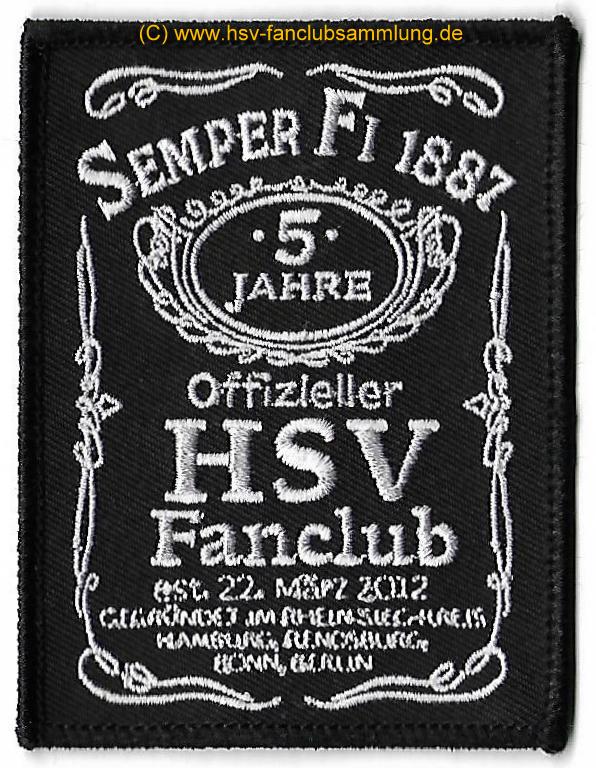 (C) www.hsv-fanclubsammlung.de
SEMPER FI 1887
·5·
JAHRE
Offizieller
HSV
Fanclub
est. 22. März 2012
GEGRÜNDET IM RHEIN-SIEG-KREIS
HAMBURG, RENDSBURG,
BONN, BERLIN